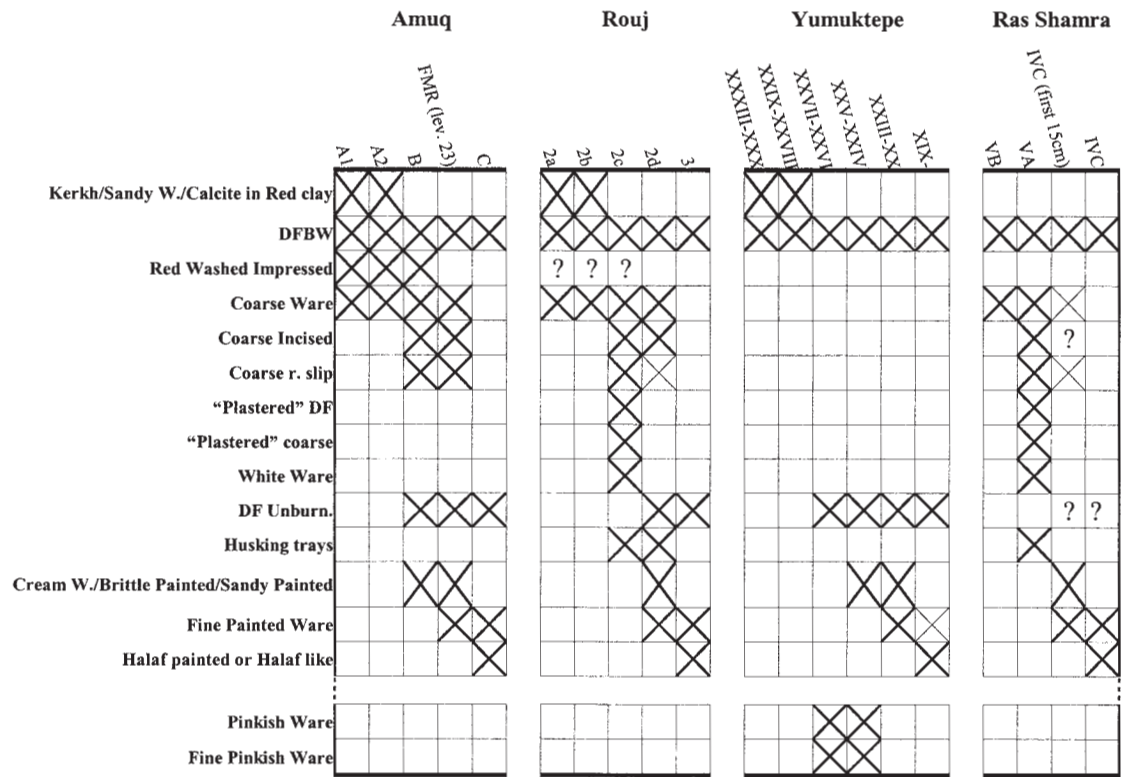 Amuq Rouj Yumuktepe Ras Shamra
A1 A2 B FMR (lev. 23) C 2a 2b 2c 2d 3 XXXIII-XXX XXIX-XXVIII XXVII-XXVI XXV-XXIV XXIII-XX XIX- VB VA IVC (first 15cm) IVC
Kerkh/Sandy W./Calcite in Red clay
DFBW
Red Washed Impressed ? ? ?
Coarse Ware
Coarse Incised ?
Coarse r. slip
“Plastered” DF
“Plastered” coarse
White Ware
DF Unburn. ? ?
Husking trays
Cream W./Brittle Painted/Sandy Painted
Fine Painted Ware
Halaf painted or Halaf like
Pinkish Ware
Fine Pinkish Ware